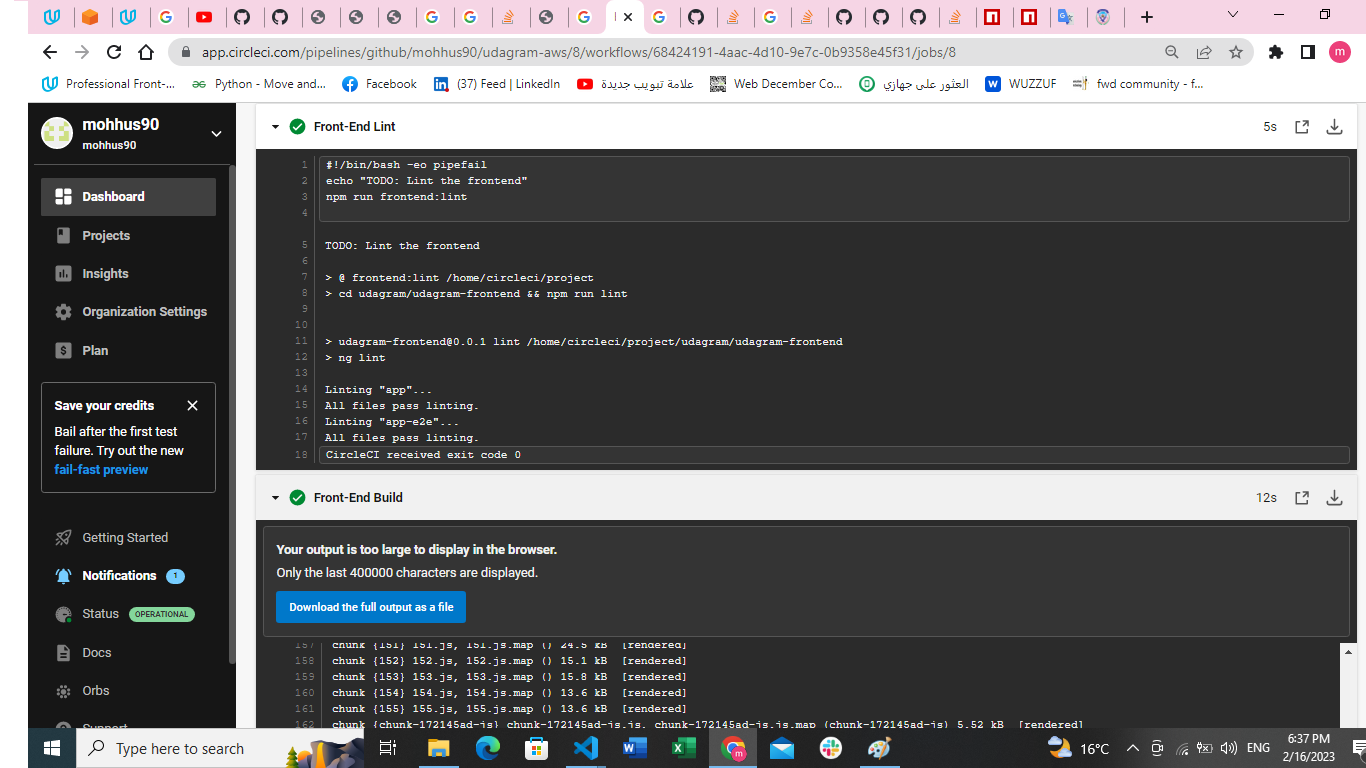 app.circleci.com/pipelines/github/mohhus90/udagram-aws/8/workflows/68424191-4aac-4d10-9e7c-0b9358e45f31/jobs/8
m
Professional Front-...
Python - Move and...
Facebook
(37) Feed | LinkedIn
علامة تبويب جديدة
Web December Co...
العثور على جهازي
WUZZUF
fwd community - f...
mohhus90
mohhus90
Dashboard
Projects
Insights
Organization Settings
Plan
Save your credits
Bail after the first test
failure. Try out the new
fail-fast preview
Getting Started
Notifications 1
Status OPERATIONAL
Docs
Orbs
Support
Front-End Lint 5s
1 #!/bin/bash -eo pipefail
2 echo "TODO: Lint the frontend"
3 npm run frontend:lint
4
5 TODO: Lint the frontend
6
7 > @ frontend:lint /home/circleci/project
8 > cd udagram/udagram-frontend && npm run lint
9
10
11 > udagram-frontend@0.0.1 lint /home/circleci/project/udagram/udagram-frontend
12 > ng lint
13
14 Linting "app"...
15 All files pass linting.
16 Linting "app-e2e"...
17 All files pass linting.
18 CircleCI received exit code 0
Front-End Build 12s
Your output is too large to display in the browser.
Only the last 400000 characters are displayed.
Download the full output as a file
157 chunk {151} 151.js, 151.js.map () 24.5 kB [rendered]
158 chunk {152} 152.js, 152.js.map () 15.1 kB [rendered]
159 chunk {153} 153.js, 153.js.map () 15.8 kB [rendered]
160 chunk {154} 154.js, 154.js.map () 13.6 kB [rendered]
161 chunk {155} 155.js, 155.js.map () 13.6 kB [rendered]
162 chunk {chunk-172145ad-js} chunk-172145ad-js.js, chunk-172145ad-js.js.map (chunk-172145ad-js) 5.52 kB [rendered]
Type here to search
16°C
ENG
6:37 PM
2/16/2023